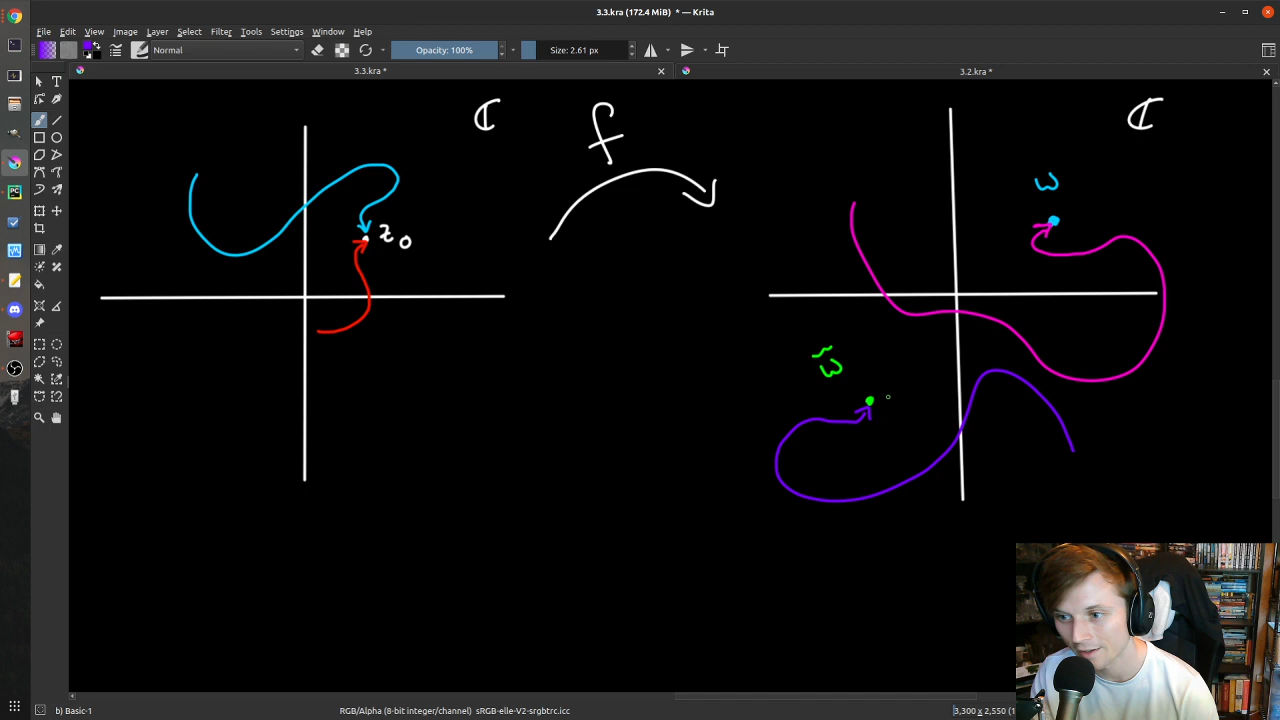 3.3.kra (172.4 MiB) * — Krita
File Edit View Image Layer Select Filter Tools Settings Window Help
Normal
Opacity: 100%
Size: 2.61 px
3.3.kra *
3.2.kra *
ℂ
f
ℂ
z₀
w
w̃
b) Basic-1
RGB/Alpha (8-bit integer/channel) sRGB-elle-V2-srgbtrc.icc
3,300 x 2,550 (1